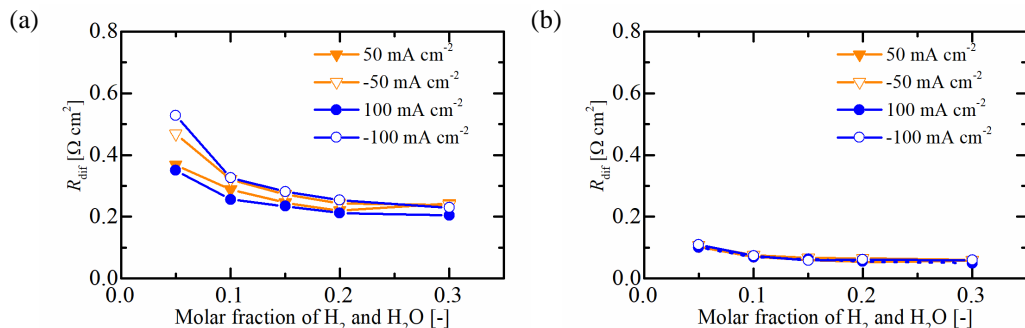 (a)
0.8
0.6
0.4
0.2
0.0
R_dif [Ω cm²]
50 mA cm⁻²
-50 mA cm⁻²
100 mA cm⁻²
-100 mA cm⁻²
0.0 0.1 0.2 0.3
Molar fraction of H₂ and H₂O [-]
(b)
0.8
0.6
0.4
0.2
0.0
R_dif [Ω cm²]
50 mA cm⁻²
-50 mA cm⁻²
100 mA cm⁻²
-100 mA cm⁻²
0.0 0.1 0.2 0.3
Molar fraction of H₂ and H₂O [-]